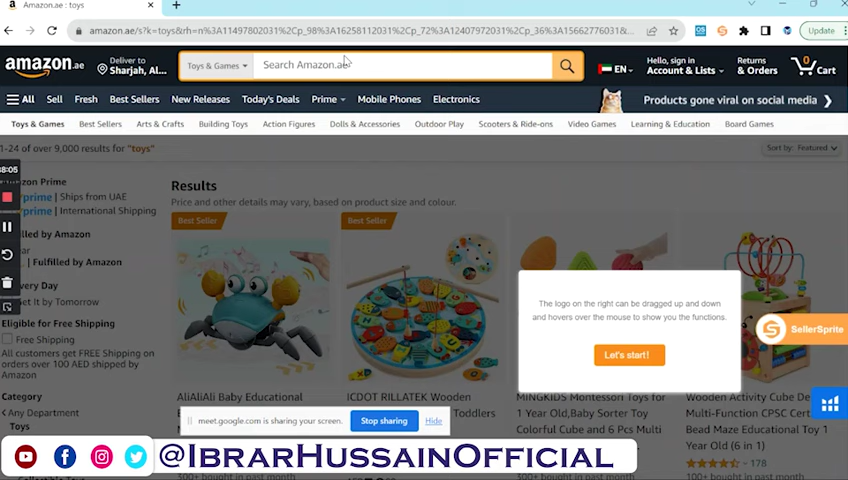 Amazon.ae : toys
amazon.ae/s?k=toys&rh=n%3A11497802031%2Cp_98%3A16258112031%2Cp_72%3A12407972031%2Cp_36%3A15662776031&...
Update
amazon.ae
Deliver to
Sharjah, Al...
Toys & Games
Search Amazon.ae
EN
Hello, sign in
Account & Lists
Returns
& Orders
0
Cart
All
Sell
Fresh
Best Sellers
New Releases
Today's Deals
Prime
Mobile Phones
Electronics
Products gone viral on social media
Toys & Games
Best Sellers
Arts & Crafts
Building Toys
Action Figures
Dolls & Accessories
Outdoor Play
Scooters & Ride-ons
Video Games
Learning & Education
Board Games
1-24 of over 9,000 results for "toys"
Sort by: Featured
38:05
Amazon Prime
prime | Ships from UAE
prime | International Shipping
Fulfilled by Amazon
| Fulfilled by Amazon
Get It by Tomorrow
Eligible for Free Shipping
Free Shipping
All customers get FREE Shipping on
orders over 100 AED shipped by
Amazon
Category
Any Department
Toys
Results
Price and other details may vary, based on product size and colour.
Best Seller
Best Seller
The logo on the right can be dragged up and down
and hovers over the mouse to show you the functions.
Let's start!
SellerSprite
AliAliAli Baby Educational
ICDOT RILLATEK Wooden
Toddlers
MiNGKIDS Montessori Toys for
1 Year Old,Baby Sorter Toy
Colorful Cube and 6 Pcs Multi
Wooden Activity Cube
Multi-Function CPSC
Bead Maze Educational Toy 1
Year Old (6 in 1)
178
meet.google.com is sharing your screen.
Stop sharing
Hide
@IbrarHussainOfficial